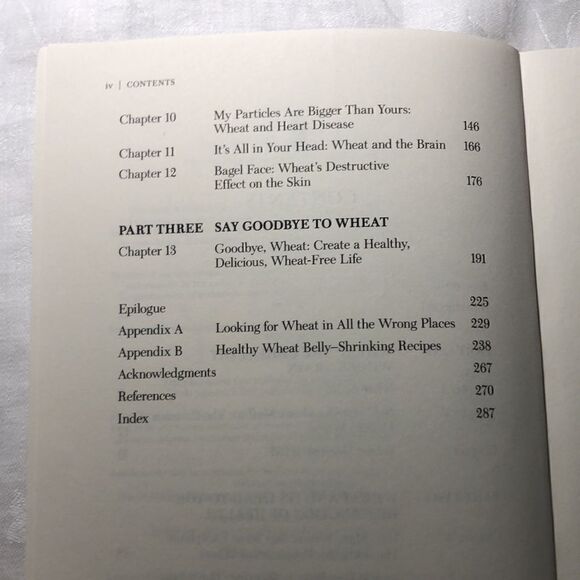 iv | CONTENTS
Chapter 10 My Particles Are Bigger Than Yours:
Wheat and Heart Disease 146
Chapter 11 It's All in Your Head: Wheat and the Brain 166
Chapter 12 Bagel Face: Wheat's Destructive
Effect on the Skin 176
PART THREE SAY GOODBYE TO WHEAT
Chapter 13 Goodbye, Wheat: Create a Healthy,
Delicious, Wheat-Free Life 191
Epilogue 225
Appendix A Looking for Wheat in All the Wrong Places 229
Appendix B Healthy Wheat Belly–Shrinking Recipes 238
Acknowledgments 267
References 270
Index 287